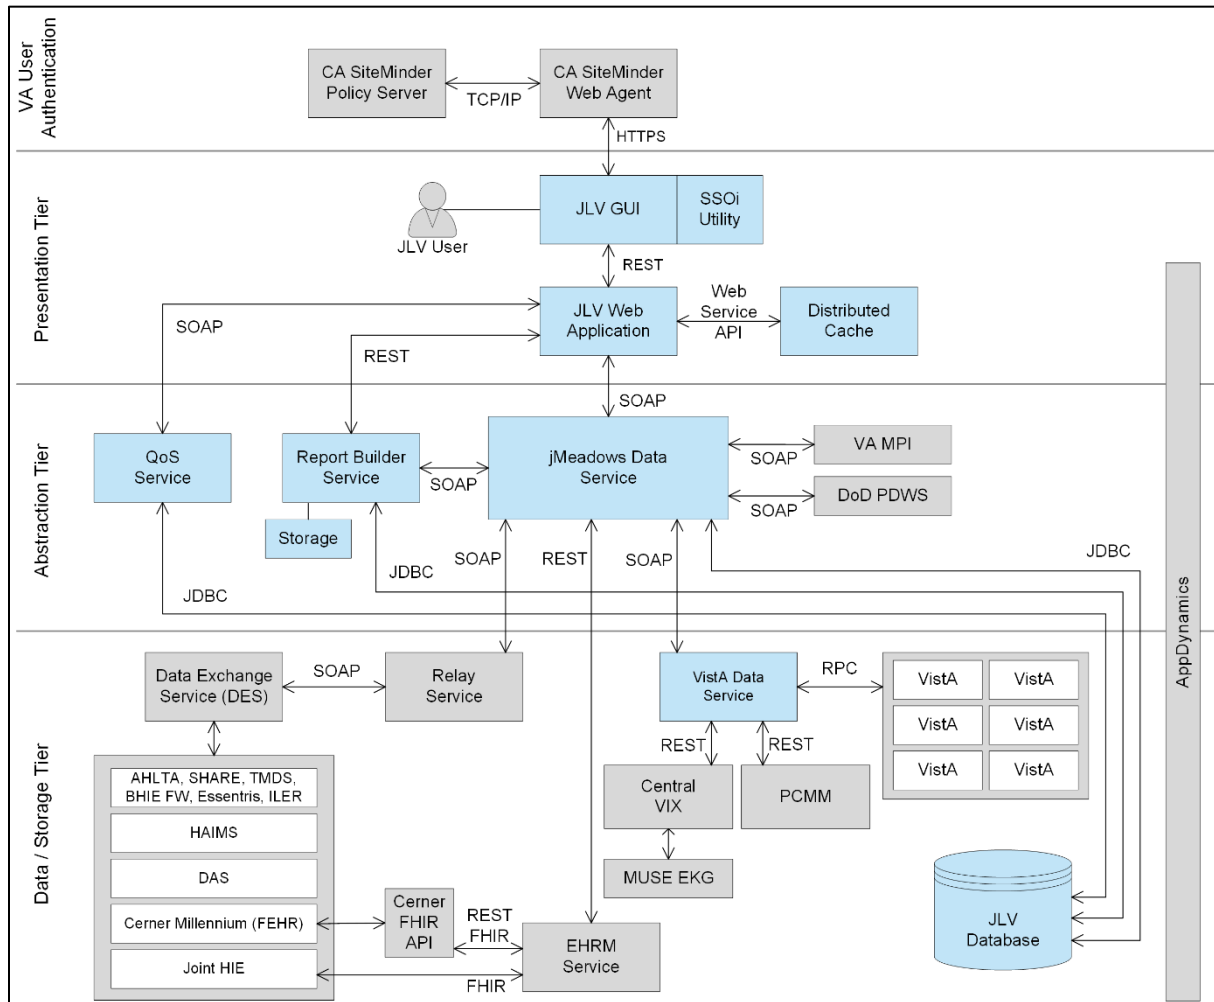 VA User
Authentication
CA SiteMinder
Policy Server
TCP/IP
CA SiteMinder
Web Agent
HTTPS
Presentation Tier
JLV User
JLV GUI
SSOi
Utility
REST
SOAP
REST
JLV Web
Application
Web
Service
API
Distributed
Cache
SOAP
Abstraction Tier
QoS
Service
Report Builder
Service
SOAP
jMeadows Data
Service
SOAP
VA MPI
SOAP
DoD PDWS
Storage
SOAP
REST
SOAP
JDBC
JDBC
JDBC
AppDynamics
Data / Storage Tier
Data Exchange
Service (DES)
SOAP
Relay
Service
VistA Data
Service
RPC
VistA
VistA
VistA
VistA
VistA
VistA
REST
REST
Central
VIX
PCMM
MUSE EKG
AHLTA, SHARE, TMDS,
BHIE FW, Essentris, ILER
HAIMS
DAS
Cerner Millennium (FEHR)
Joint HIE
Cerner
FHIR
API
REST
FHIR
FHIR
EHRM
Service
JLV
Database